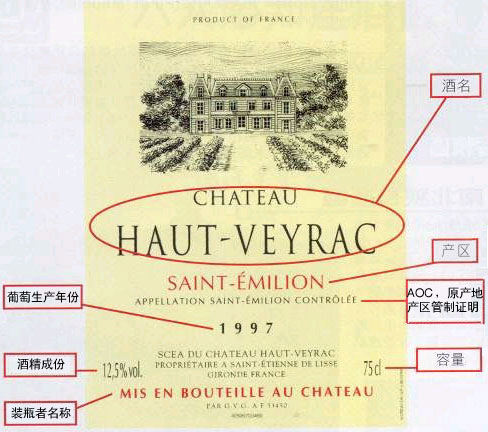 PRODUCT OF FRANCE
酒名
CHATEAU
HAUT-VEYRAC
产区
SAINT-ÉMILION
葡萄生产年份
APPELLATION SAINT-ÉMILION CONTRÔLÉE
AOC，原产地
产区管制证明
1997
SCEA DU CHATEAU HAUT-VEYRAC
容量
酒精成份
12,5% vol.
PROPRIÉTAIRE A SAINT-ÉTIENNE DE LISSE
75 cl
GIRONDE FRANCE
MIS EN BOUTEILLE AU CHATEAU
装瓶者名称
PAR G.V.G. A F 33450